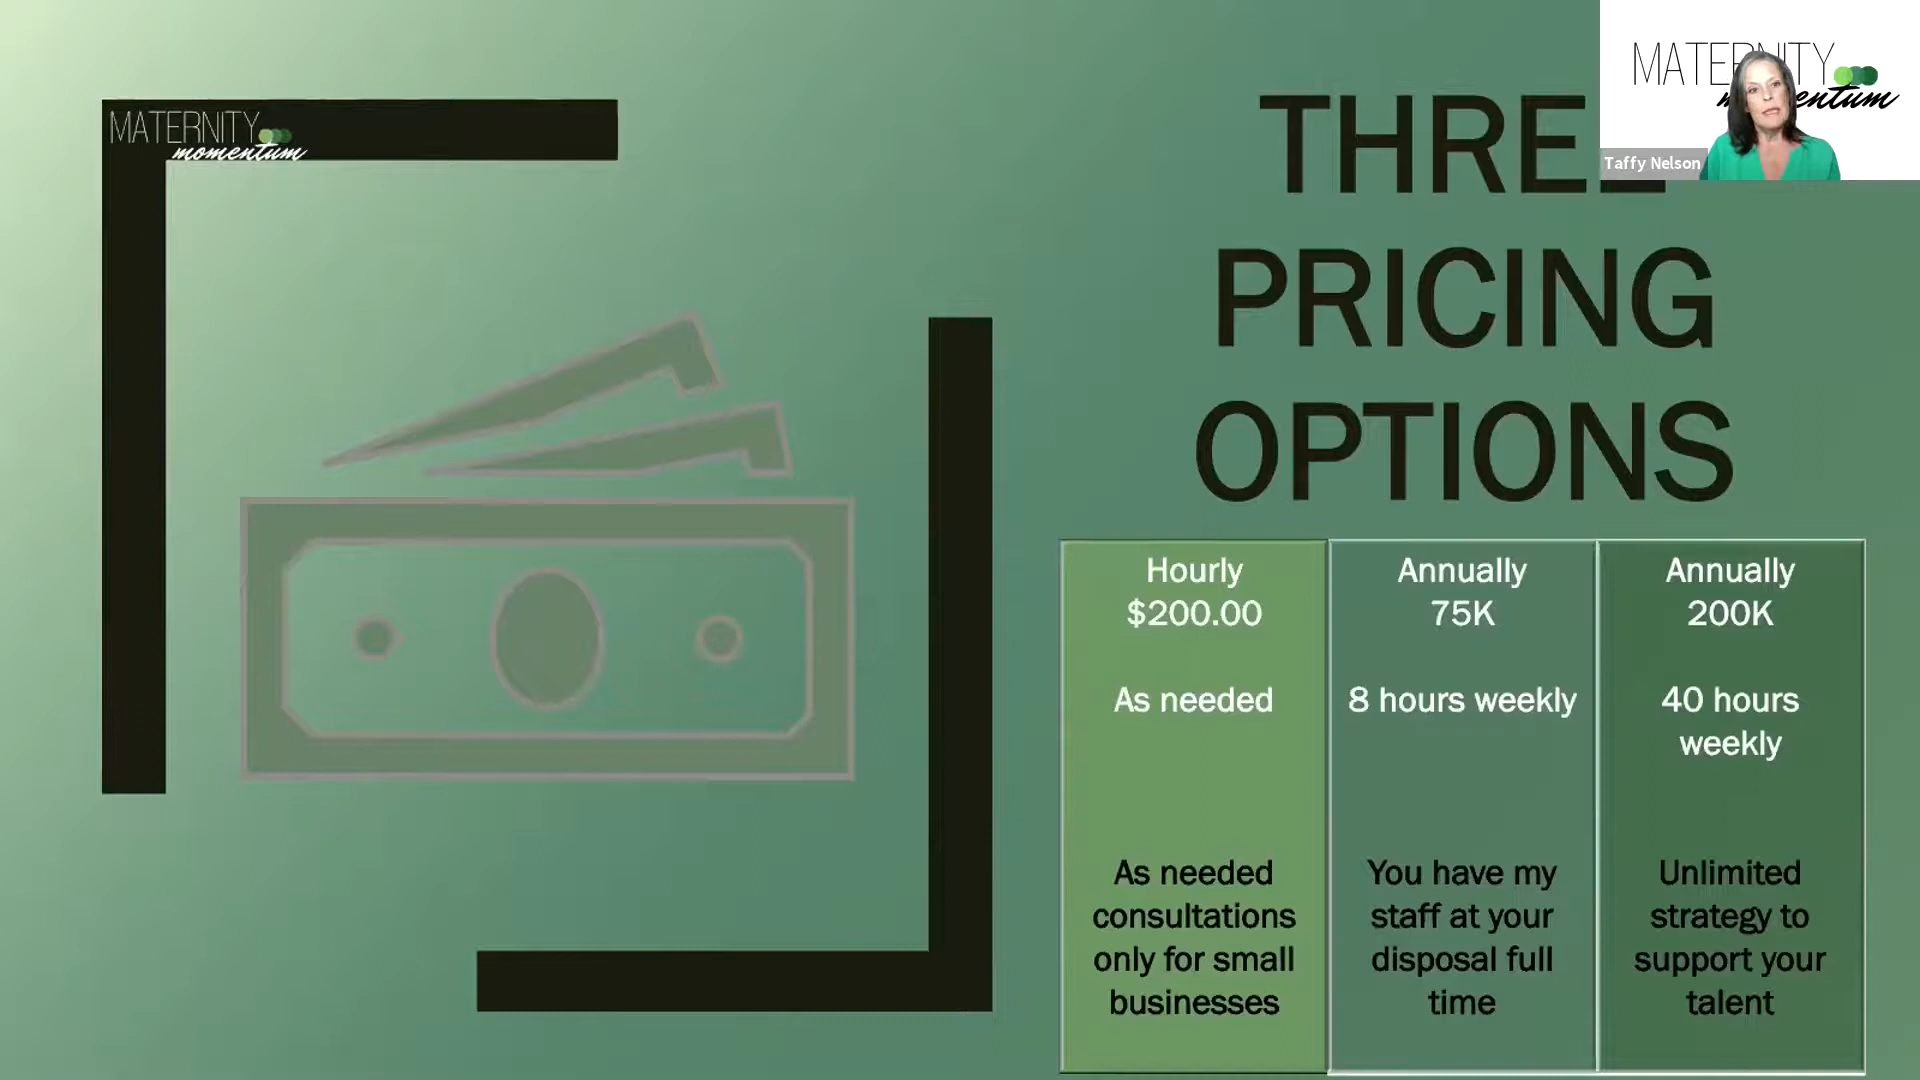 MATERNITY
momentum
THREE
PRICING
OPTIONS
MATERNITY
momentum
Taffy Nelson
Hourly
$200.00
As needed
As needed
consultations
only for small
businesses
Annually
75K
8 hours weekly
You have my
staff at your
disposal full
time
Annually
200K
40 hours
weekly
Unlimited
strategy to
support your
talent